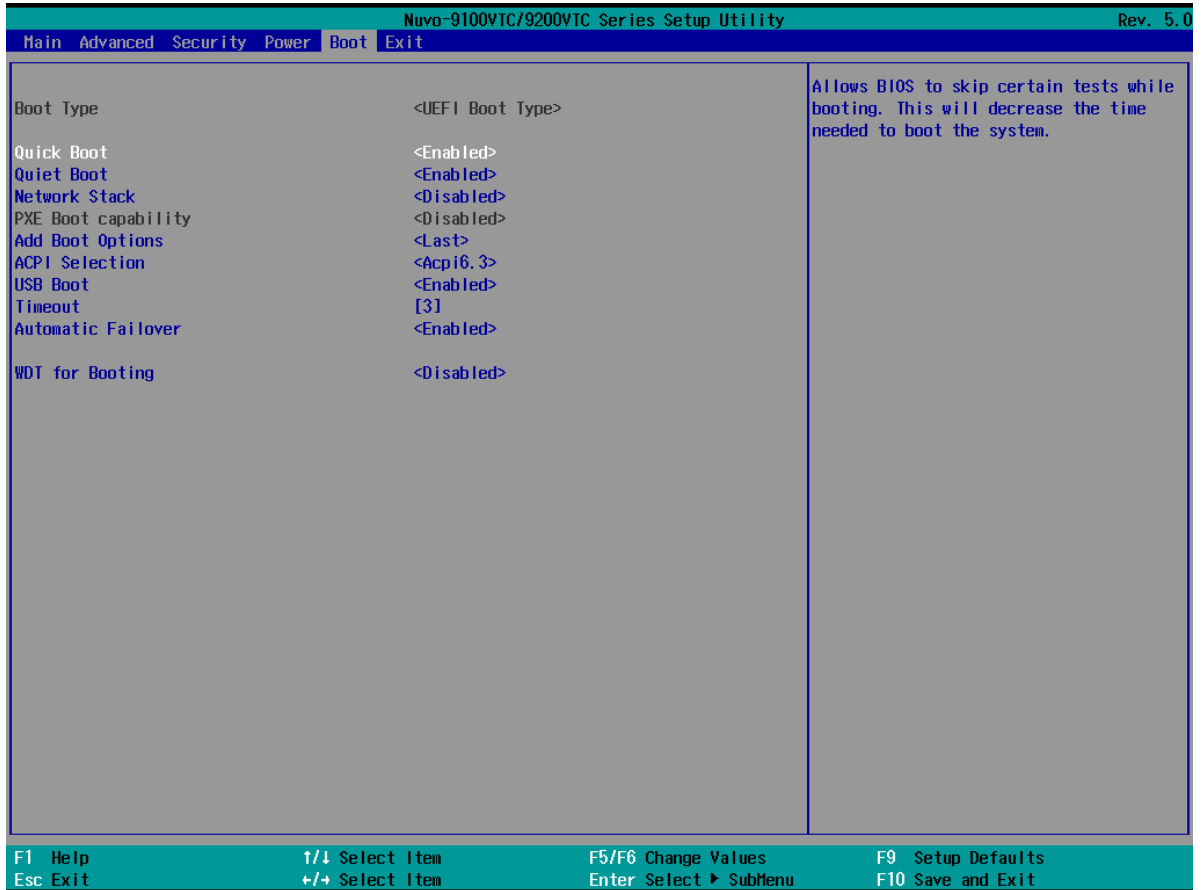 Nuvo-9100VTC/9200VTC Series Setup Utility Rev. 5.0
Main Advanced Security Power Boot Exit
Boot Type <UEFI Boot Type>
Quick Boot <Enabled>
Quiet Boot <Enabled>
Network Stack <Disabled>
PXE Boot capability <Disabled>
Add Boot Options <Last>
ACPI Selection <Acpi6.3>
USB Boot <Enabled>
Timeout [3]
Automatic Failover <Enabled>
WDT for Booting <Disabled>
Allows BIOS to skip certain tests while
booting. This will decrease the time
needed to boot the system.
F1 Help ↑/↓ Select Item F5/F6 Change Values F9 Setup Defaults
Esc Exit ←/→ Select Item Enter Select ▶ SubMenu F10 Save and Exit